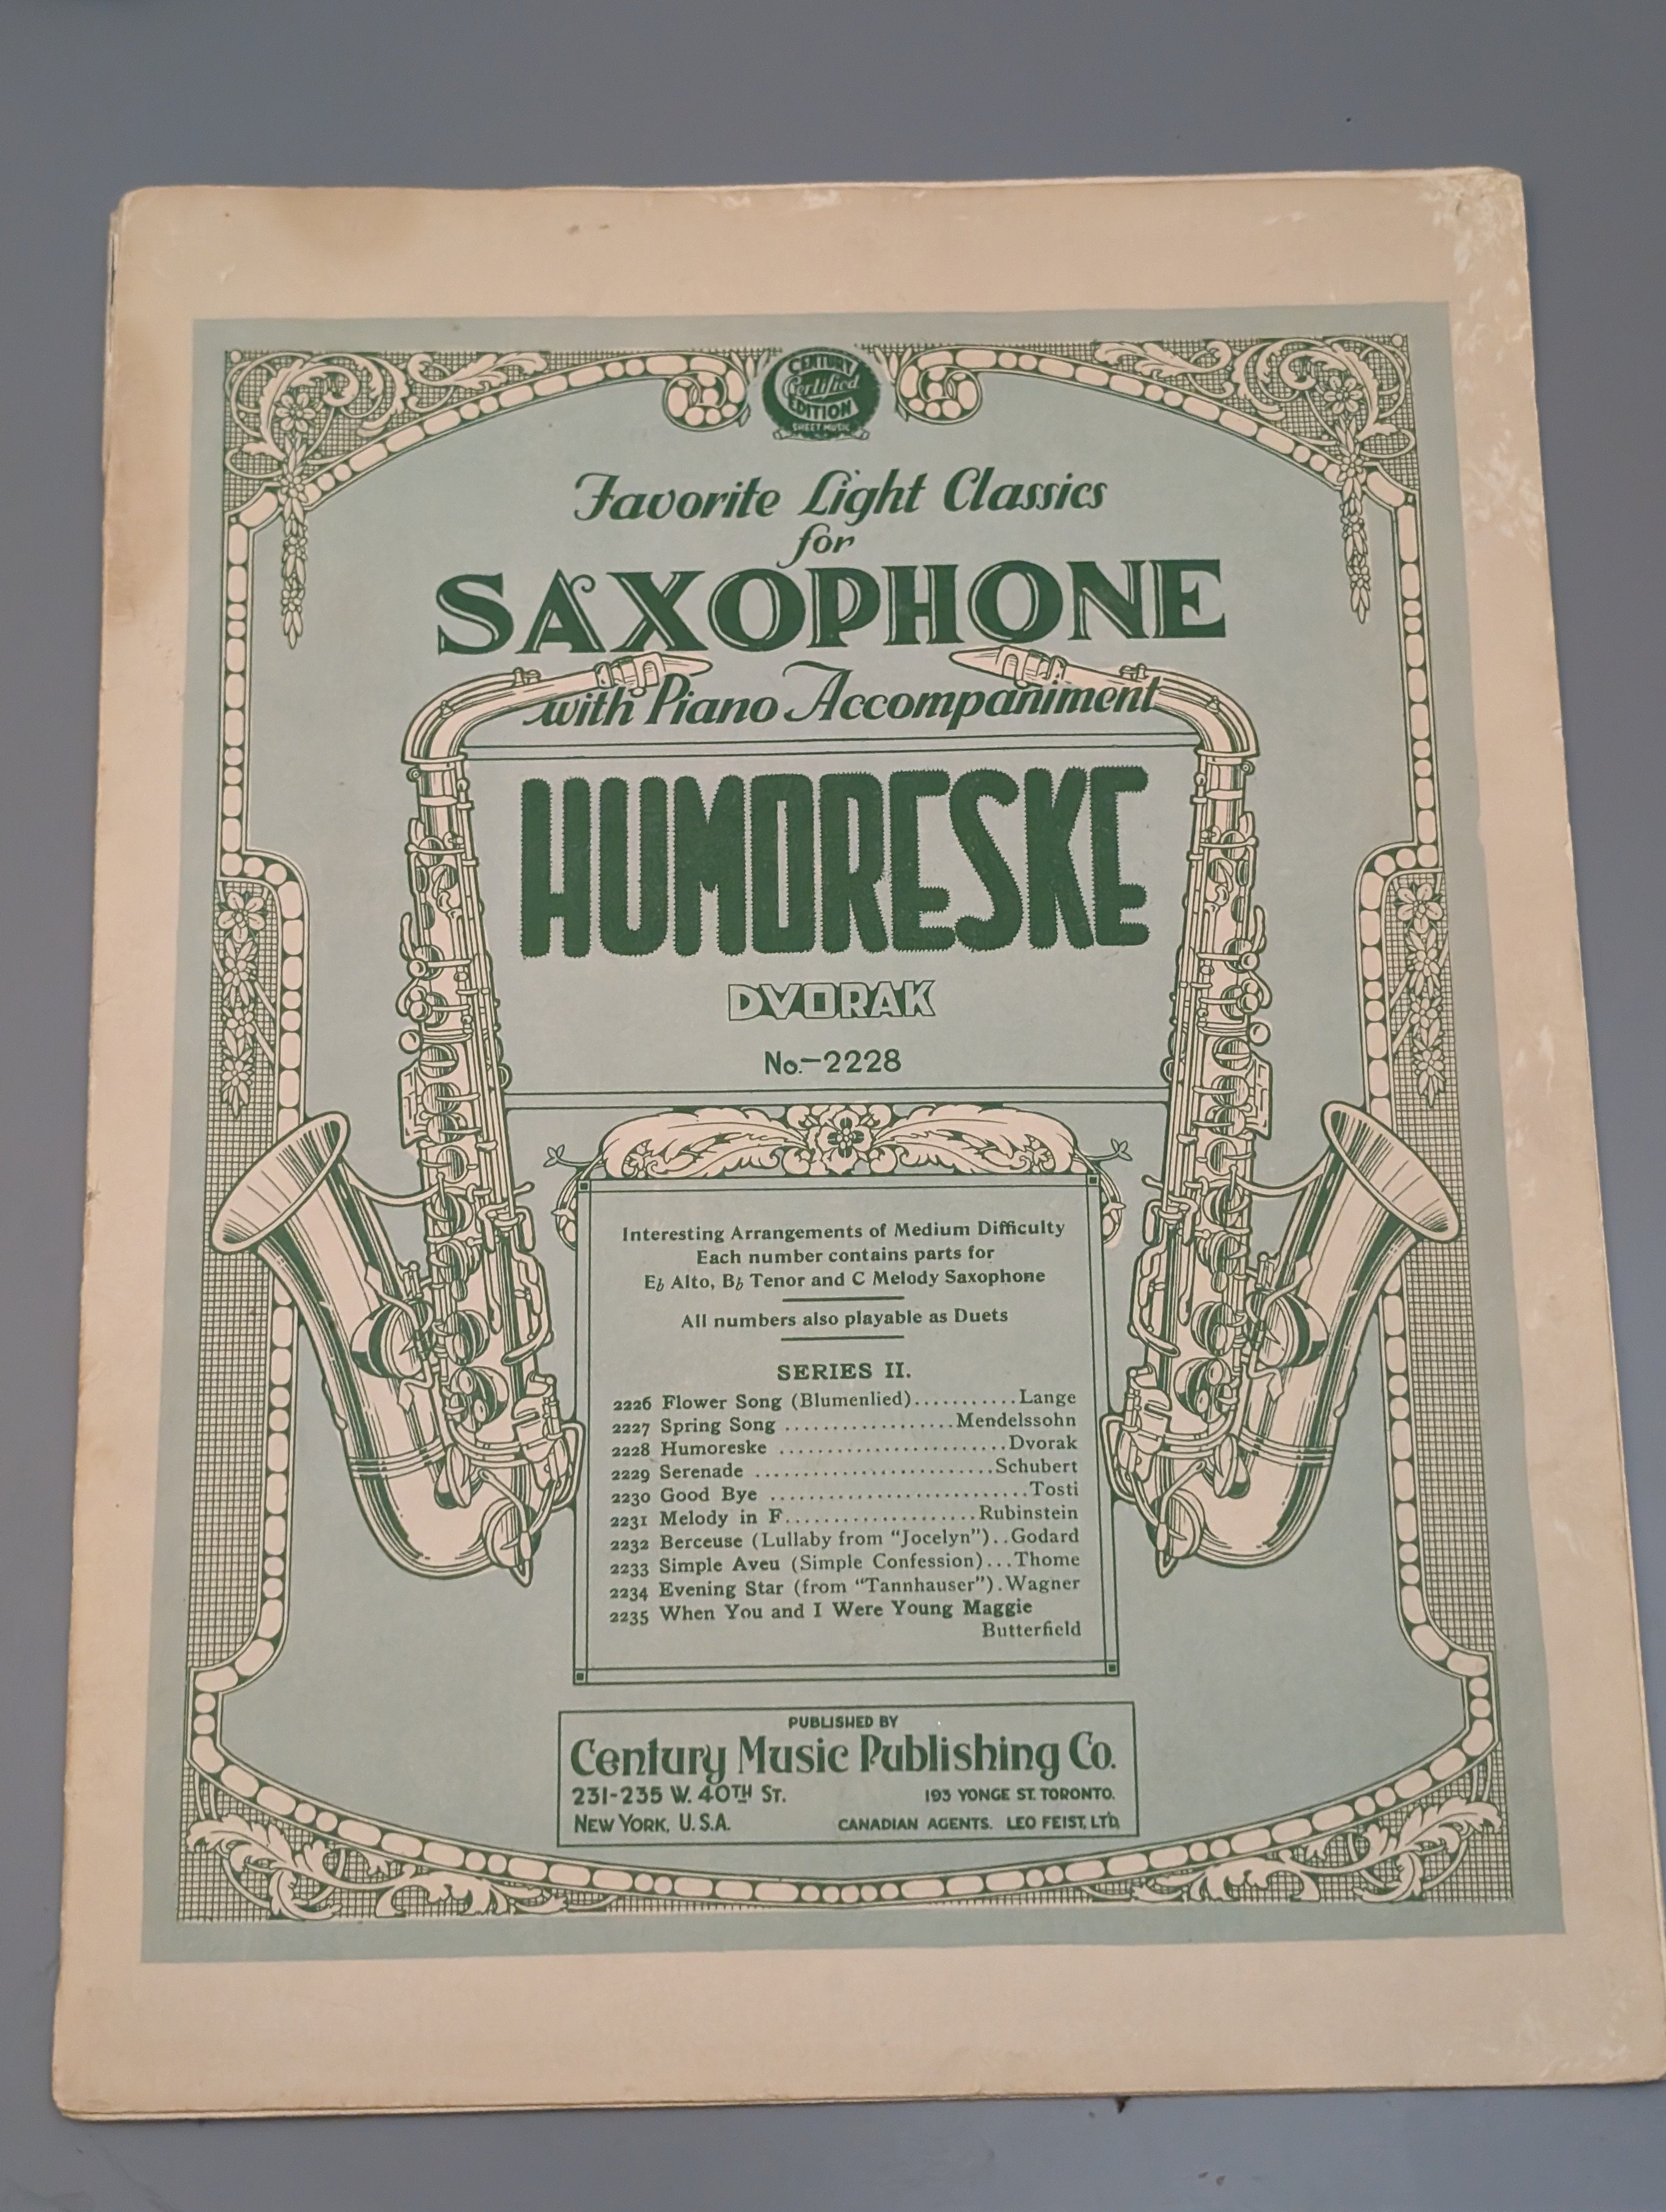 CENTURY
Certified
EDITION
SHEET MUSIC
Favorite Light Classics
for
SAXOPHONE
with Piano Accompaniment
HUMORESKE
DVORAK
No.-2228
Interesting Arrangements of Medium Difficulty
Each number contains parts for
E♭ Alto, B♭ Tenor and C Melody Saxophone
All numbers also playable as Duets
SERIES II.
2226 Flower Song (Blumenlied)...........Lange
2227 Spring Song ..................Mendelssohn
2228 Humoreske ........................Dvorak
2229 Serenade .........................Schubert
2230 Good Bye ...........................Tosti
2231 Melody in F....................Rubinstein
2232 Berceuse (Lullaby from "Jocelyn")..Godard
2233 Simple Aveu (Simple Confession)...Thome
2234 Evening Star (from "Tannhauser").Wagner
2235 When You and I Were Young Maggie
Butterfield
PUBLISHED BY
Century Music Publishing Co.
231-235 W. 40TH ST. 193 YONGE ST. TORONTO.
NEW YORK, U.S.A. CANADIAN AGENTS. LEO FEIST, LT'D.